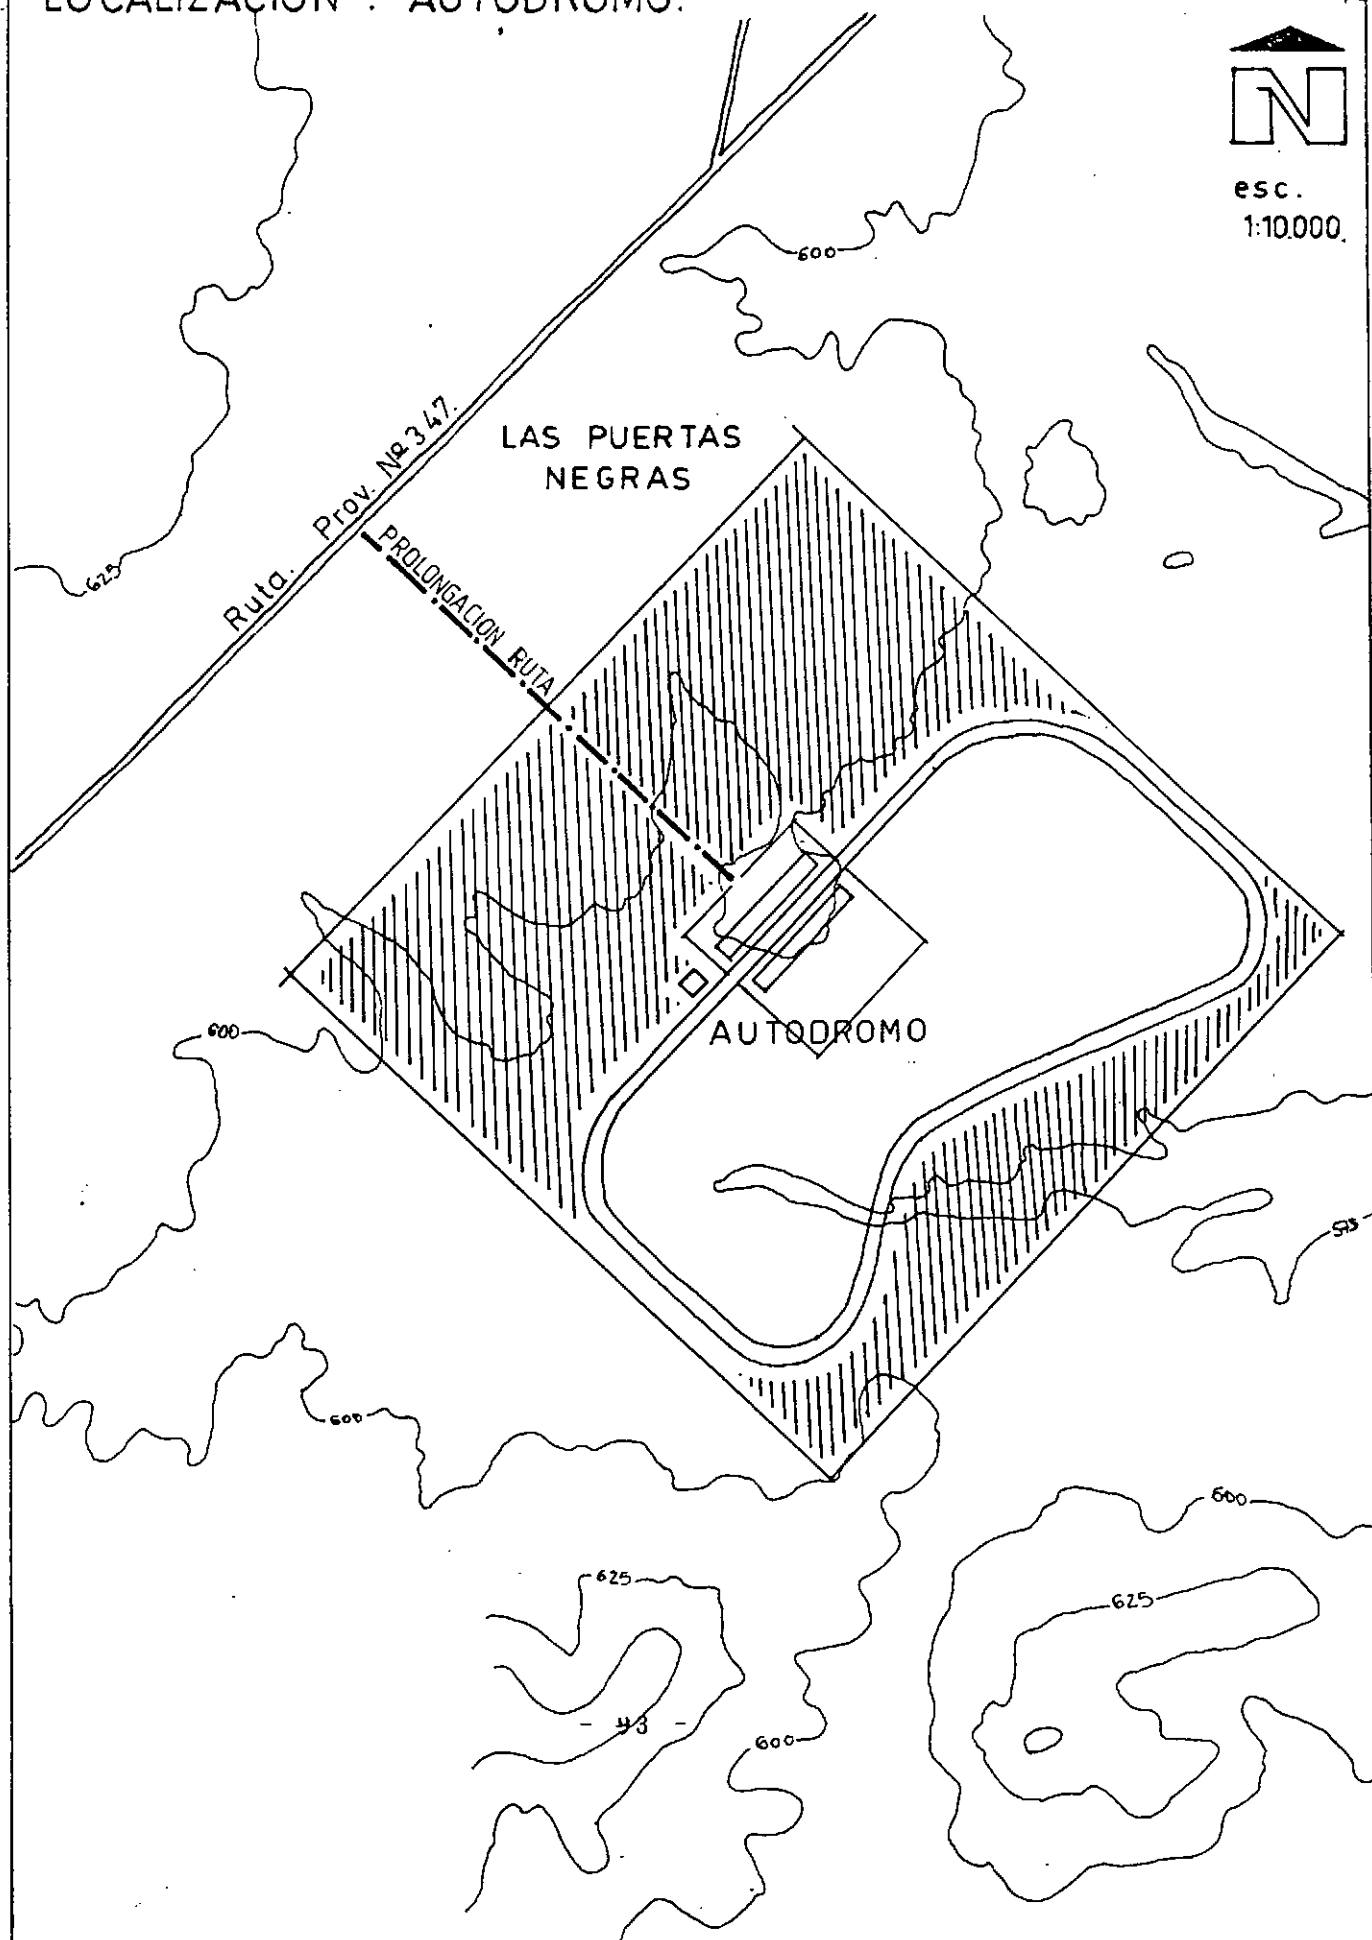 LOCALIZACION : AUTODROMO.
N
esc.
1:10.000.
600
LAS PUERTAS
NEGRAS
Ruta. Prov. Nº 347.
PROLONGACION RUTA
625
600
AUTODROMO
575
600
600
625
625
- 43 -
600